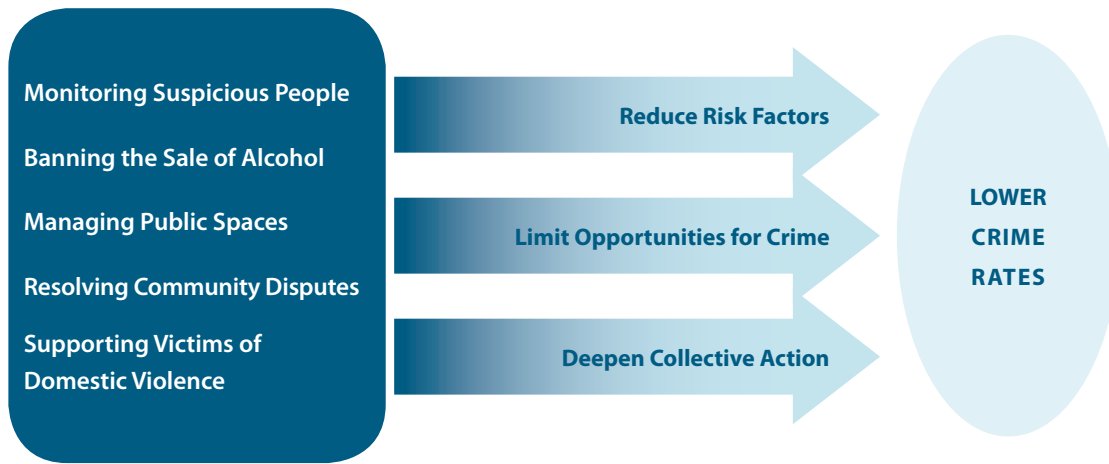 Monitoring Suspicious People
Banning the Sale of Alcohol
Managing Public Spaces
Resolving Community Disputes
Supporting Victims of
Domestic Violence
Reduce Risk Factors
Limit Opportunities for Crime
Deepen Collective Action
LOWER
CRIME
RATES